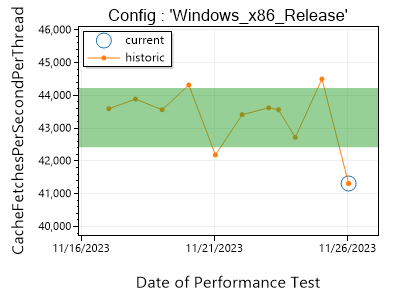 Config : 'Windows_x86_Release'
CacheFetchesPerSecondPerThread
46,000
45,000
44,000
43,000
42,000
41,000
40,000
current
historic
11/16/2023
11/21/2023
11/26/2023
Date of Performance Test